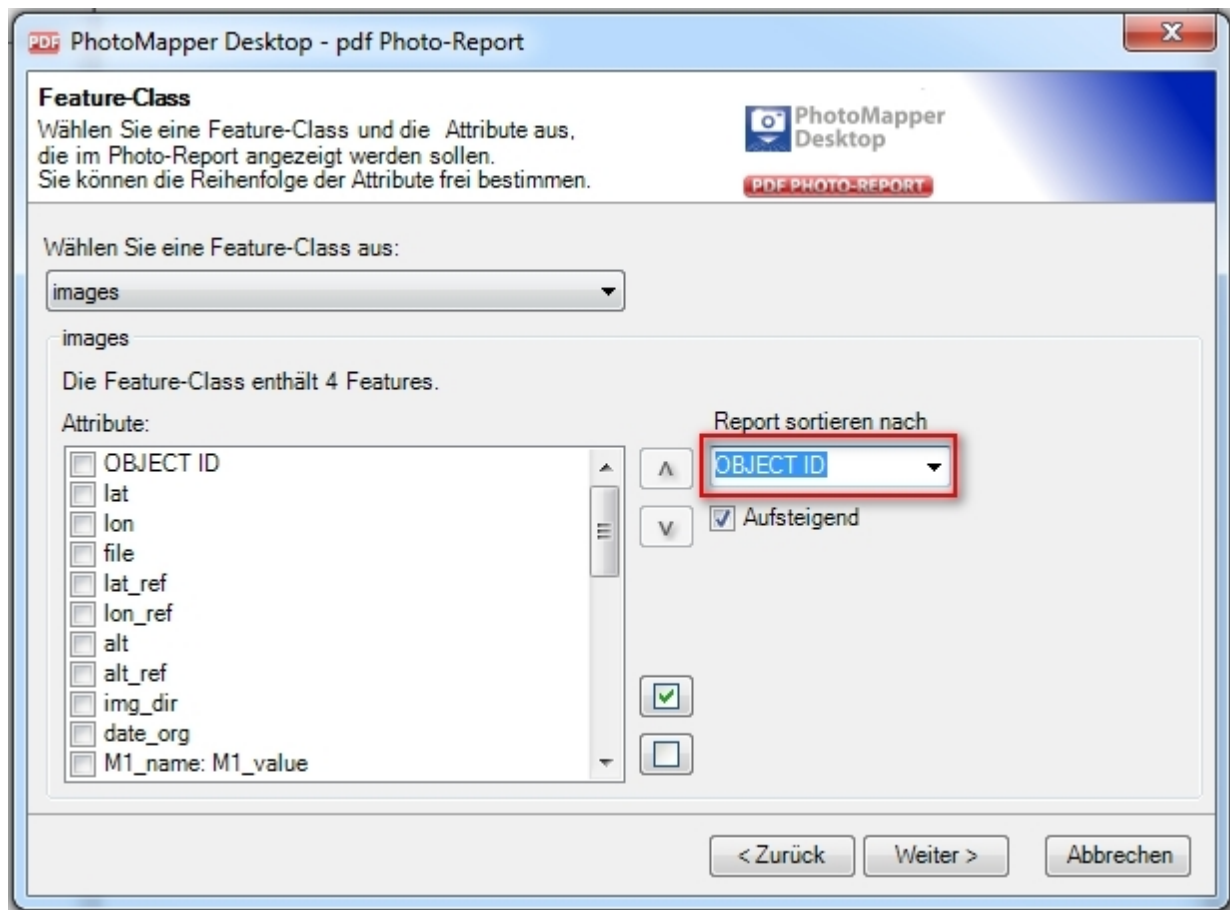 PDF PhotoMapper Desktop - pdf Photo-Report
Feature-Class
Wählen Sie eine Feature-Class und die Attribute aus,
die im Photo-Report angezeigt werden sollen.
Sie können die Reihenfolge der Attribute frei bestimmen.
PhotoMapper
Desktop
PDF PHOTO-REPORT
Wählen Sie eine Feature-Class aus:
images
images
Die Feature-Class enthält 4 Features.
Attribute:
OBJECT ID
lat
lon
file
lat_ref
lon_ref
alt
alt_ref
img_dir
date_org
M1_name: M1_value
Report sortieren nach
OBJECT ID
Aufsteigend
< Zurück
Weiter >
Abbrechen